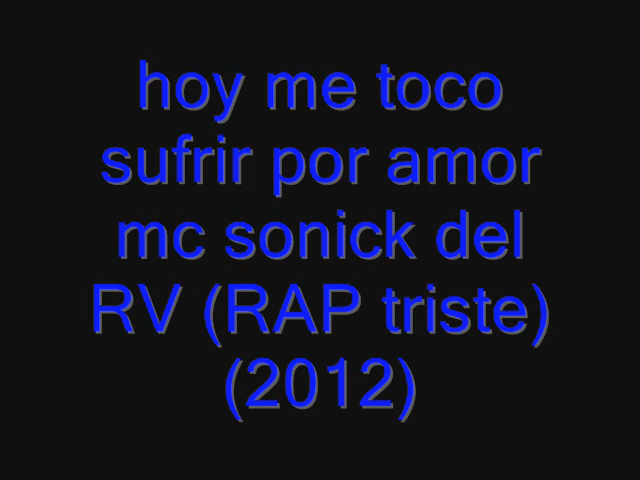 hoy me toco
sufrir por amor
mc sonick del
RV (RAP triste)
(2012)